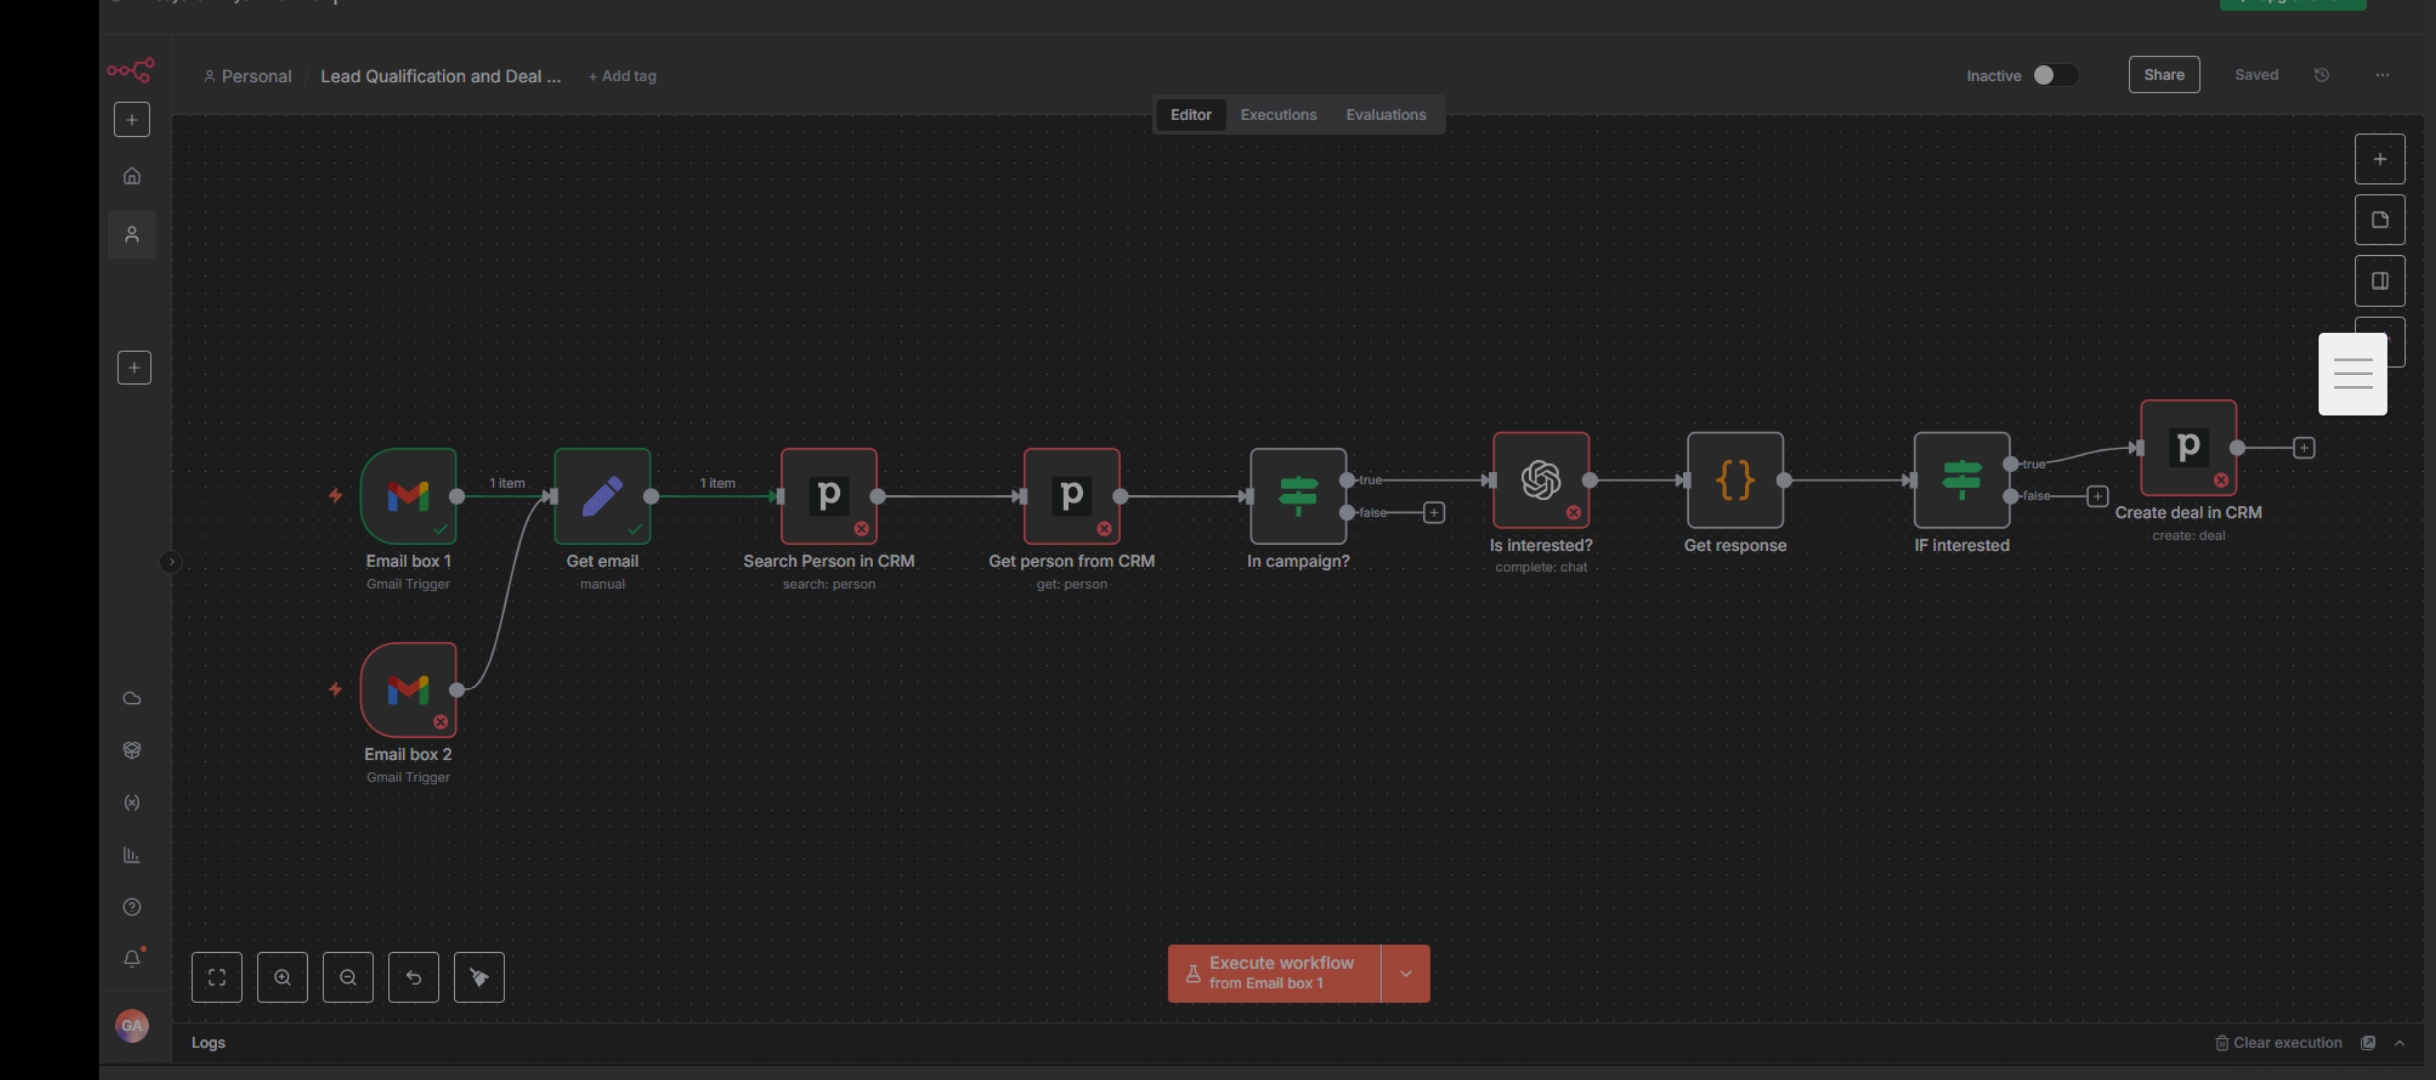 Personal / Lead Qualification and Deal ... + Add tag
Inactive
Share
Saved
Editor Executions Evaluations
1 item
1 item
true
false
true
false
Email box 1
Gmail Trigger
Get email
manual
Search Person in CRM
search: person
Get person from CRM
get: person
In campaign?
Is interested?
complete: chat
Get response
IF interested
Create deal in CRM
create: deal
Email box 2
Gmail Trigger
Execute workflow
from Email box 1
GA
Logs
Clear execution